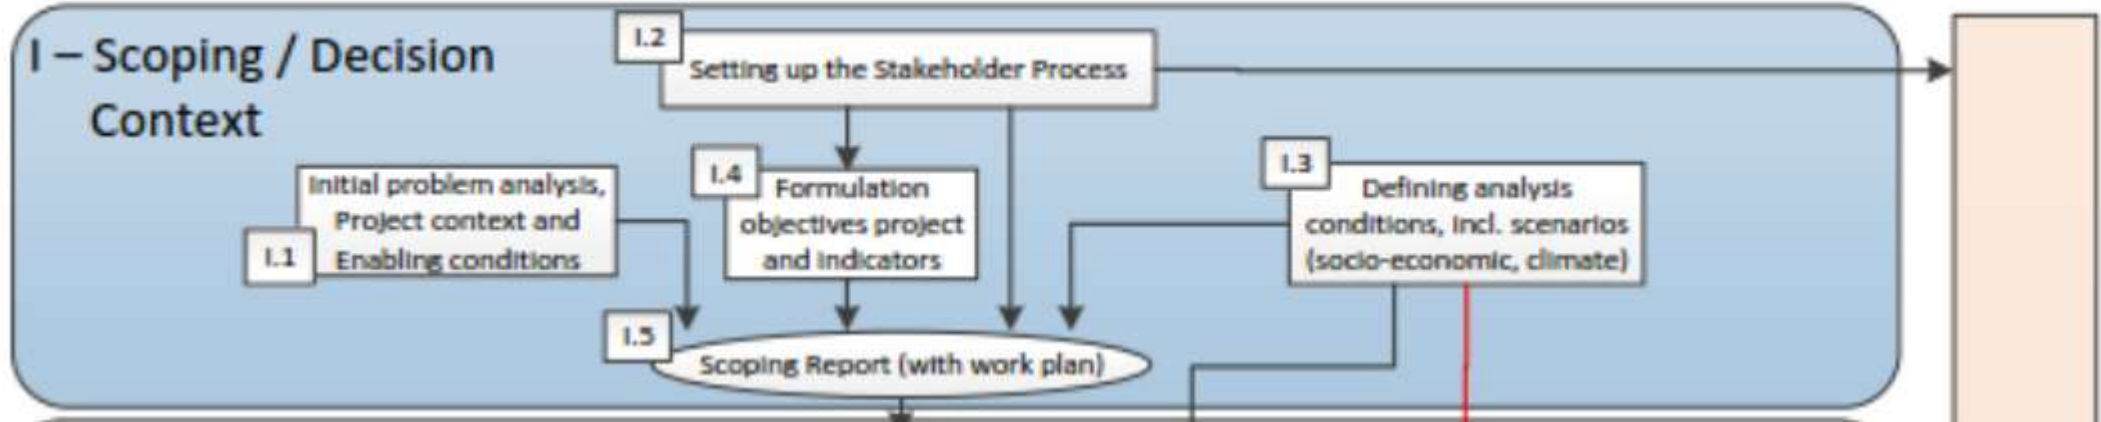 I – Scoping / Decision
Context
I.2
Setting up the Stakeholder Process
I.1
Initial problem analysis,
Project context and
Enabling conditions
I.4
Formulation
objectives project
and indicators
I.3
Defining analysis
conditions, incl. scenarios
(socio-economic, climate)
I.5
Scoping Report (with work plan)